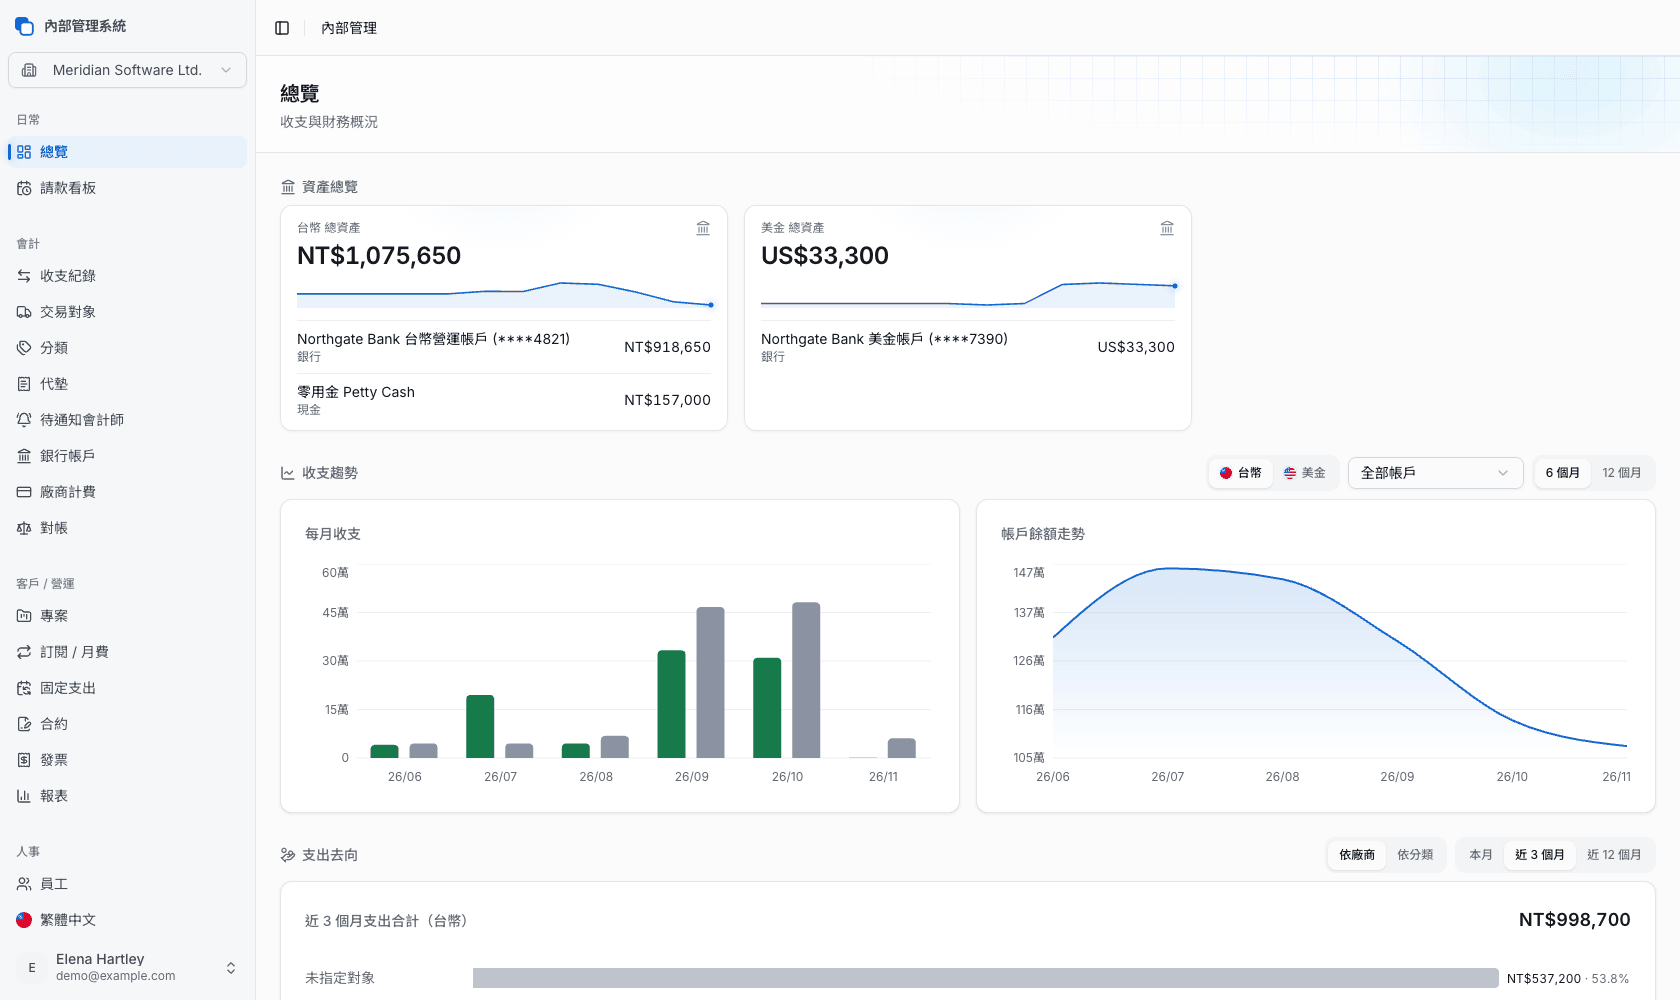 內部管理系統
Meridian Software Ltd.
日常
總覽
請款看板
會計
收支紀錄
交易對象
分類
代墊
待通知會計師
銀行帳戶
廠商計費
對帳
客戶 / 營運
專案
訂閱 / 月費
固定支出
合約
發票
報表
人事
員工
繁體中文
E
Elena Hartley
demo@example.com
內部管理
總覽
收支與財務概況
資產總覽
台幣 總資產
NT$1,075,650
Northgate Bank 台幣營運帳戶 (****4821)
銀行
NT$918,650
零用金 Petty Cash
現金
NT$157,000
美金 總資產
US$33,300
Northgate Bank 美金帳戶 (****7390)
銀行
US$33,300
收支趨勢
台幣 美金
全部帳戶
6 個月 12 個月
每月收支
60萬
45萬
30萬
15萬
0
26/06 26/07 26/08 26/09 26/10 26/11
帳戶餘額走勢
147萬
137萬
126萬
116萬
105萬
26/06 26/07 26/08 26/09 26/10 26/11
支出去向
依廠商 依分類
本月 近 3 個月 近 12 個月
近 3 個月支出合計（台幣）
NT$998,700
未指定對象
NT$537,200 · 53.8%